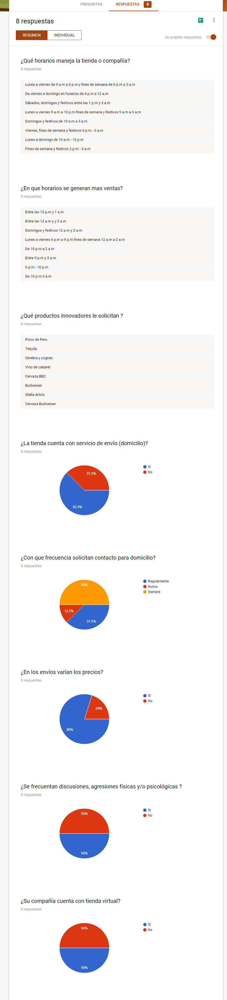 PREGUNTAS
RESPUESTAS 8
8 respuestas
RESUMEN
INDIVIDUAL
Se aceptan respuestas
¿Qué horarios maneja la tienda o compañía?
8 respuestas
Lunes a viernes de 9 a.m a 6 p.m y fines de semana de 6 p.m a 3 a.m
De viernes a domingo en horarios de 4 p.m a 12 a.m
Sábados, domingos y festivos entre las 1 p.m y 3 a.m
Lunes a viernes 9 a.m a 10 p.m fines de semana y festivos 9 a.m a 3 a.m
Domingos y festivos de 10 a.m a 3 a.m
Viernes, fines de semana y festivos 6 p.m - 3 a.m
Lunes a domingo de 10 a.m - 10 p.m
Fines de semana y festivos 2 p.m - 3 a.m
¿En que horarios se generan mas ventas?
8 respuestas
Entre las 10 p.m y 1 a.m
Entre las 12 a.m y y 3 a.m
Domingos y festivos 12 a.m y 2 a.m
Lunes a viernes 6 p.m a 9 p.m fines de semana 12 a.m a 2 a.m
De 10 p.m a 2 a.m
Entre 9 p.m y 3 a.m
6 p.m - 10 p.m
De 10 p.m 3 a.m
¿Qué productos innovadores le solicitan ?
8 respuestas
Pisco de Peru
Tequila
Ginebra y cognac
Vino de cabaret
Cerveza BBC
Budweiser
Stella Artois
Cerveza Budweiser
¿La tienda cuenta con servicio de envío (domicilio)?
8 respuestas
Sí
No
37,5%
62,5%
¿Con que frecuencia solicitan contacto para domicilio?
8 respuestas
Regularmente
Nunca
Siempre
50%
12,5%
37,5%
¿En los envíos varían los precios?
5 respuestas
Sí
No
20%
80%
¿Se frecuentan discusiones, agresiones físicas y/o psicológicas ?
8 respuestas
Si
No
50%
50%
¿Su compañía cuenta con tienda virtual?
8 respuestas
Sí
No
50%
50%